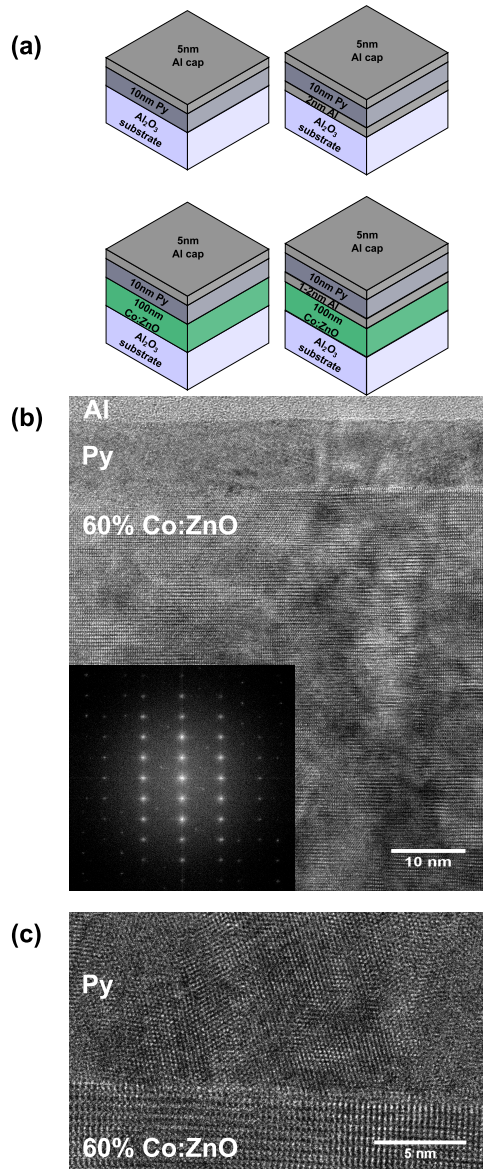 (a)
5nm
Al cap
10nm Py
Al₂O₃
substrate
5nm
Al cap
10nm Py
2nm Al
Al₂O₃
substrate
5nm
Al cap
10nm Py
100nm
Co:ZnO
Al₂O₃
substrate
5nm
Al cap
10nm Py
1-2nm Al
100nm
Co:ZnO
Al₂O₃
substrate
(b)
Al
Py
60% Co:ZnO
10 nm
(c)
Py
60% Co:ZnO
5 nm